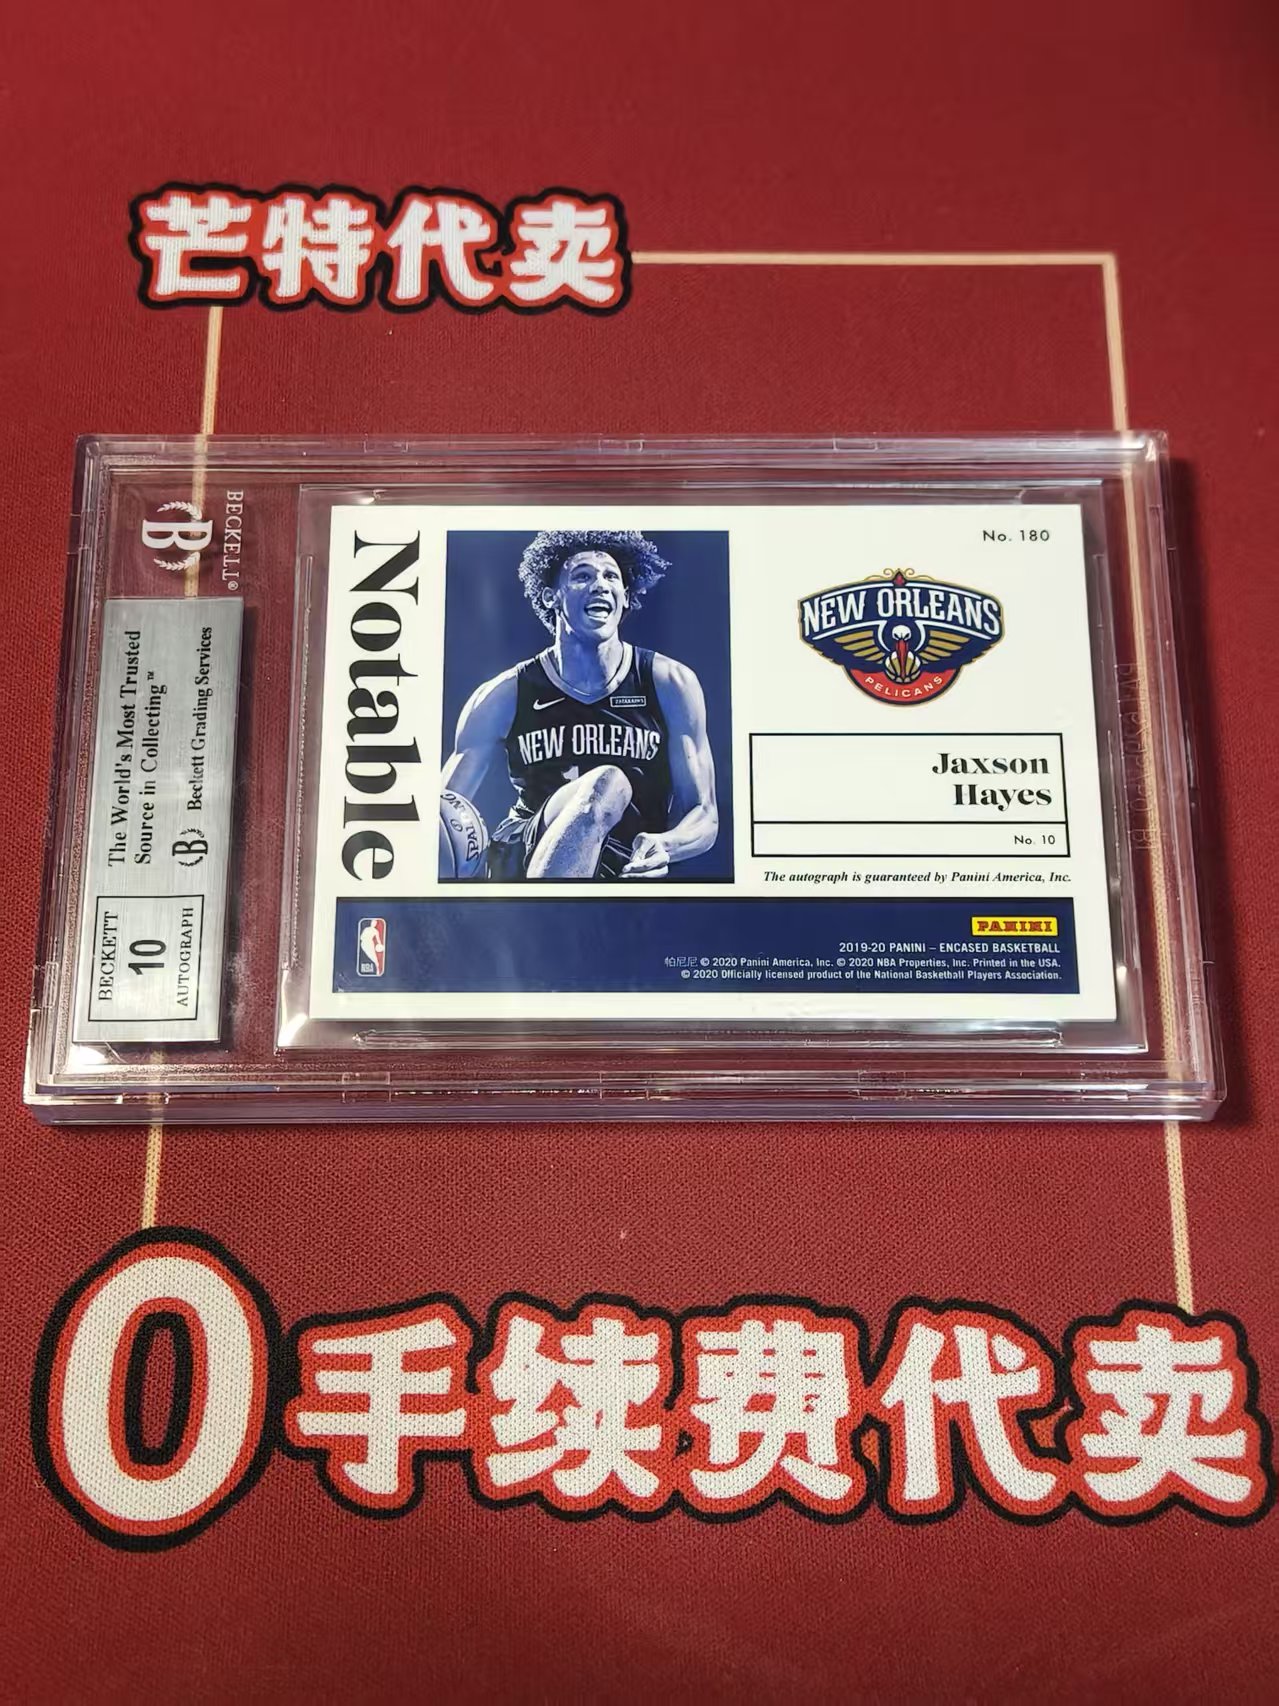 芒特代卖
BECKETT®
B
The World's Most Trusted
Source in Collecting™
B Beckett Grading Services
BECKETT
10
AUTOGRAPH
Notable
NEW ORLEANS
SPALDING
No. 180
NEW ORLEANS
PELICANS
Jaxson
Hayes
No. 10
The autograph is guaranteed by Panini America, Inc.
NBA
PANINI
2019-20 PANINI – ENCASED BASKETBALL
帕尼尼 © 2020 Panini America, Inc. © 2020 NBA Properties, Inc. Printed in the USA.
© 2020 Officially licensed product of the National Basketball Players Association.
0手续费代卖